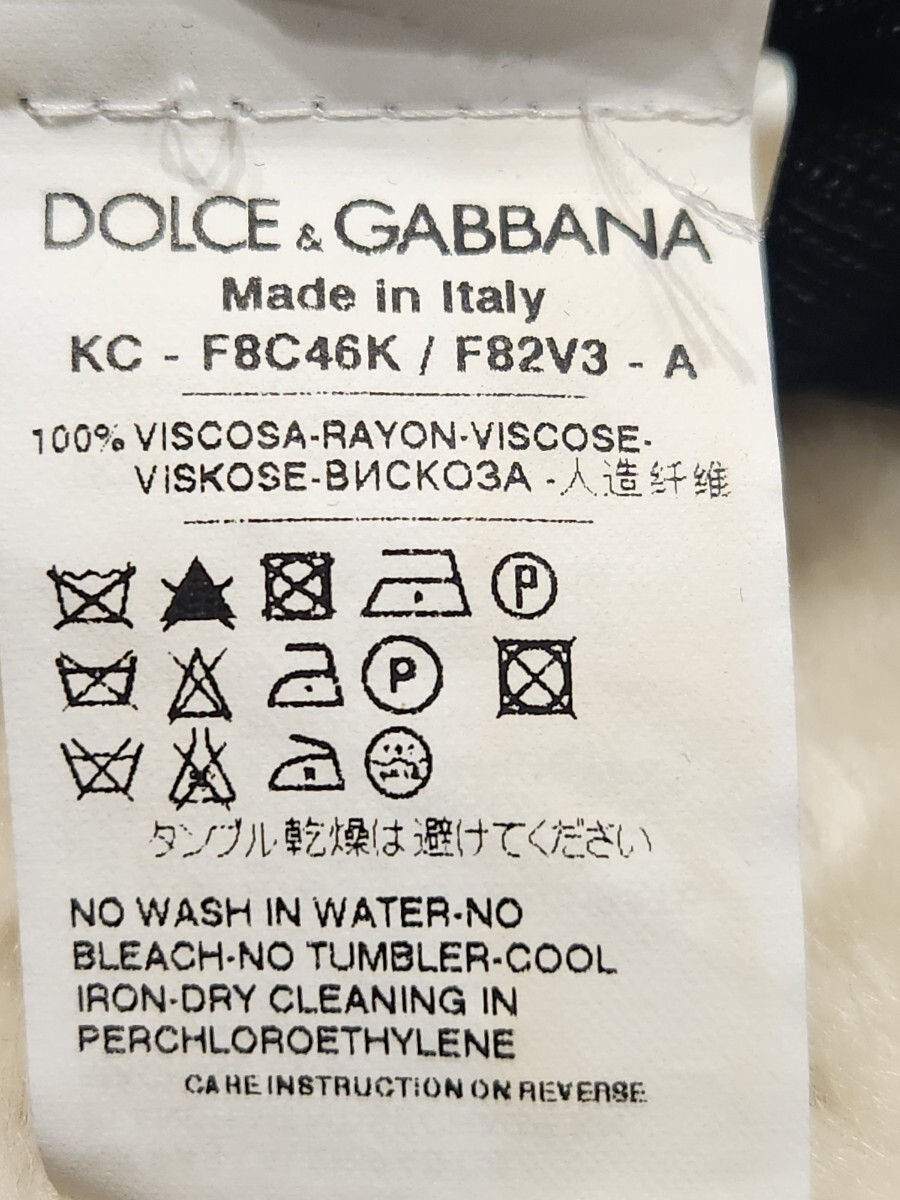 DOLCE & GABBANA
Made in Italy
KC - F8C46K / F82V3 - A
100% VISCOSA-RAYON-VISCOSE-
VISKOSE-ВИСКОЗА -人造纤维
P
P
タンブル乾燥は避けてください
NO WASH IN WATER-NO
BLEACH-NO TUMBLER-COOL
IRON-DRY CLEANING IN
PERCHLOROETHYLENE
CARE INSTRUCTION ON REVERSE